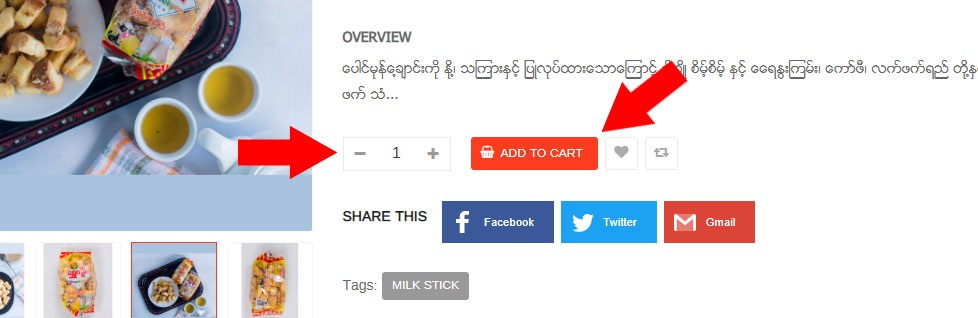 OVERVIEW
ပေါင်မုန့်ချောင်းကို နို့၊ သကြားနှင့် ပြုလုပ်ထားသောကြောင့် စိမ့်စိမ့် နှင့် ရေနွေးကြမ်း၊ ကော်ဖီ၊ လက်ဖက်ရည် တို့နှ
ဖက် သံ...
1
ADD TO CART
SHARE THIS
Facebook
Twitter
Gmail
Tags: MILK STICK